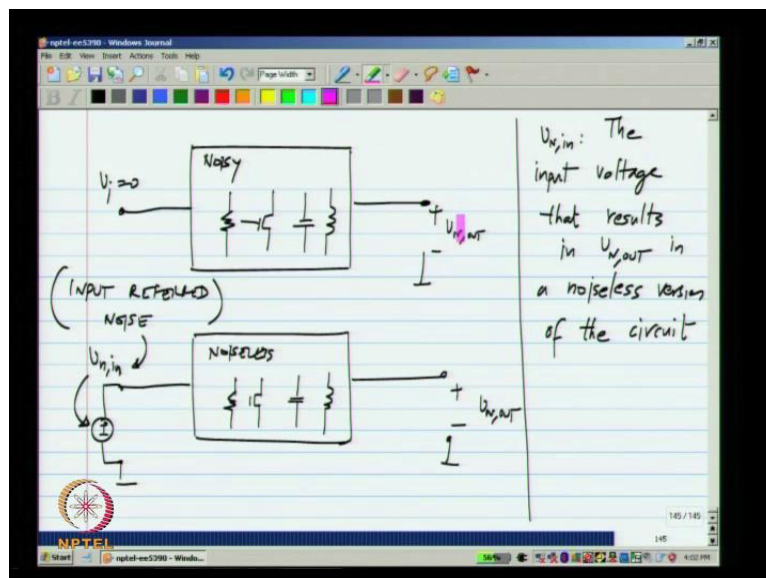 nptel-ee5390 - Windows Journal
File Edit View Insert Actions Tools Help
Page Width
B I
NOISY
Vi=0
+
VN,OUT
-
(INPUT REFERRED
NOISE)
Vn,in
NOISELESS
+
VN,OUT
-
VN,in: The
input voltage
that results
in VN,OUT in
a noiseless version
of the circuit
145 / 145
145
NPTEL
Start
nptel-ee5390 - Windo...
56%
4:02 PM